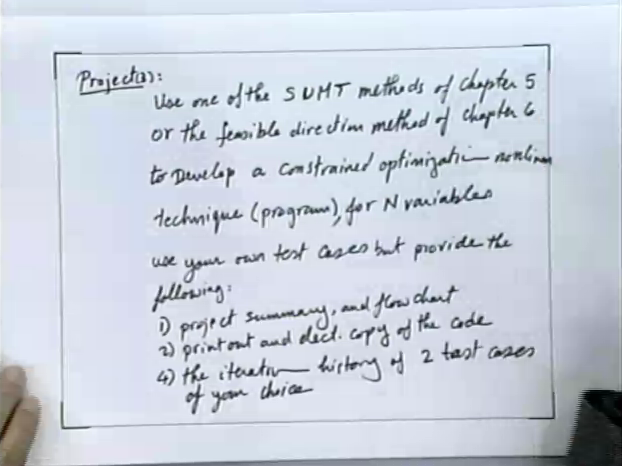 Project(3):
Use one of the SUMT methods of chapter 5
or the feasible direction method of chapter 6
to Develop a constrained optimization nonlinear
technique (program), for N variables
use your own test cases but provide the
following:
1) project summary, and flow chart
2) print out and elect. copy of the code
4) the iteration history of 2 test cases
of your choice